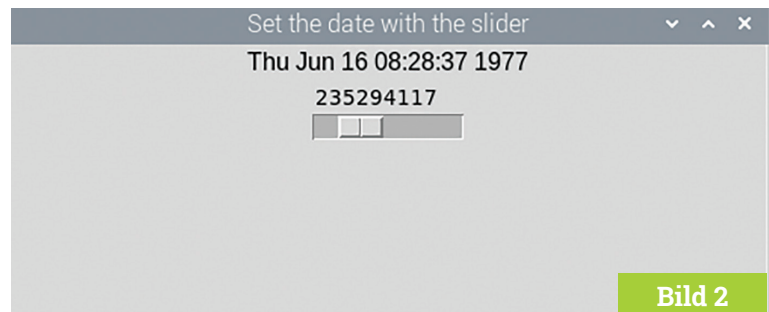 Set the date with the slider
Thu Jun 16 08:28:37 1977
235294117
Bild 2